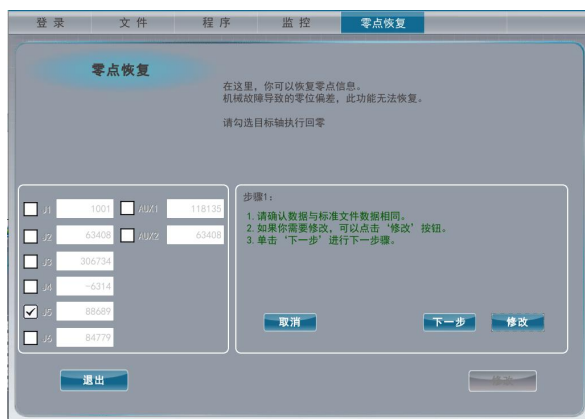 登录 文件 程序 监控 零点恢复
零点恢复
在这里，你可以恢复零点信息。
机械故障导致的零位偏差，此功能无法恢复。
请勾选目标轴执行回零
J1 1001 AUX1 118135
J2 63408 AUX2 63408
J3 306734
J4 -6314
J5 88689
J6 84779
步骤1：
1.请确认数据与标准文件数据相同。
2.如果你需要修改，可以点击‘修改’按钮。
3.单击‘下一步’进行下一步骤。
取消 下一步 修改
退出